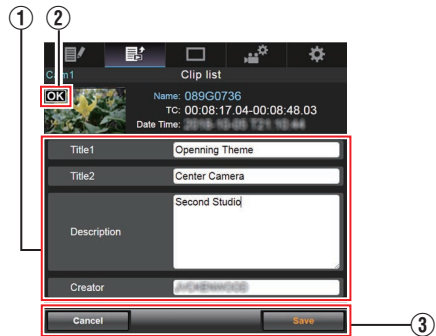 ① ②
Cam1 Clip list
OK
Name: 089G0736
TC: 00:08:17.04-00:08:48.03
Date Time:
Title1 Openning Theme
Title2 Center Camera
Description Second Studio
Creator
Cancel Save
③